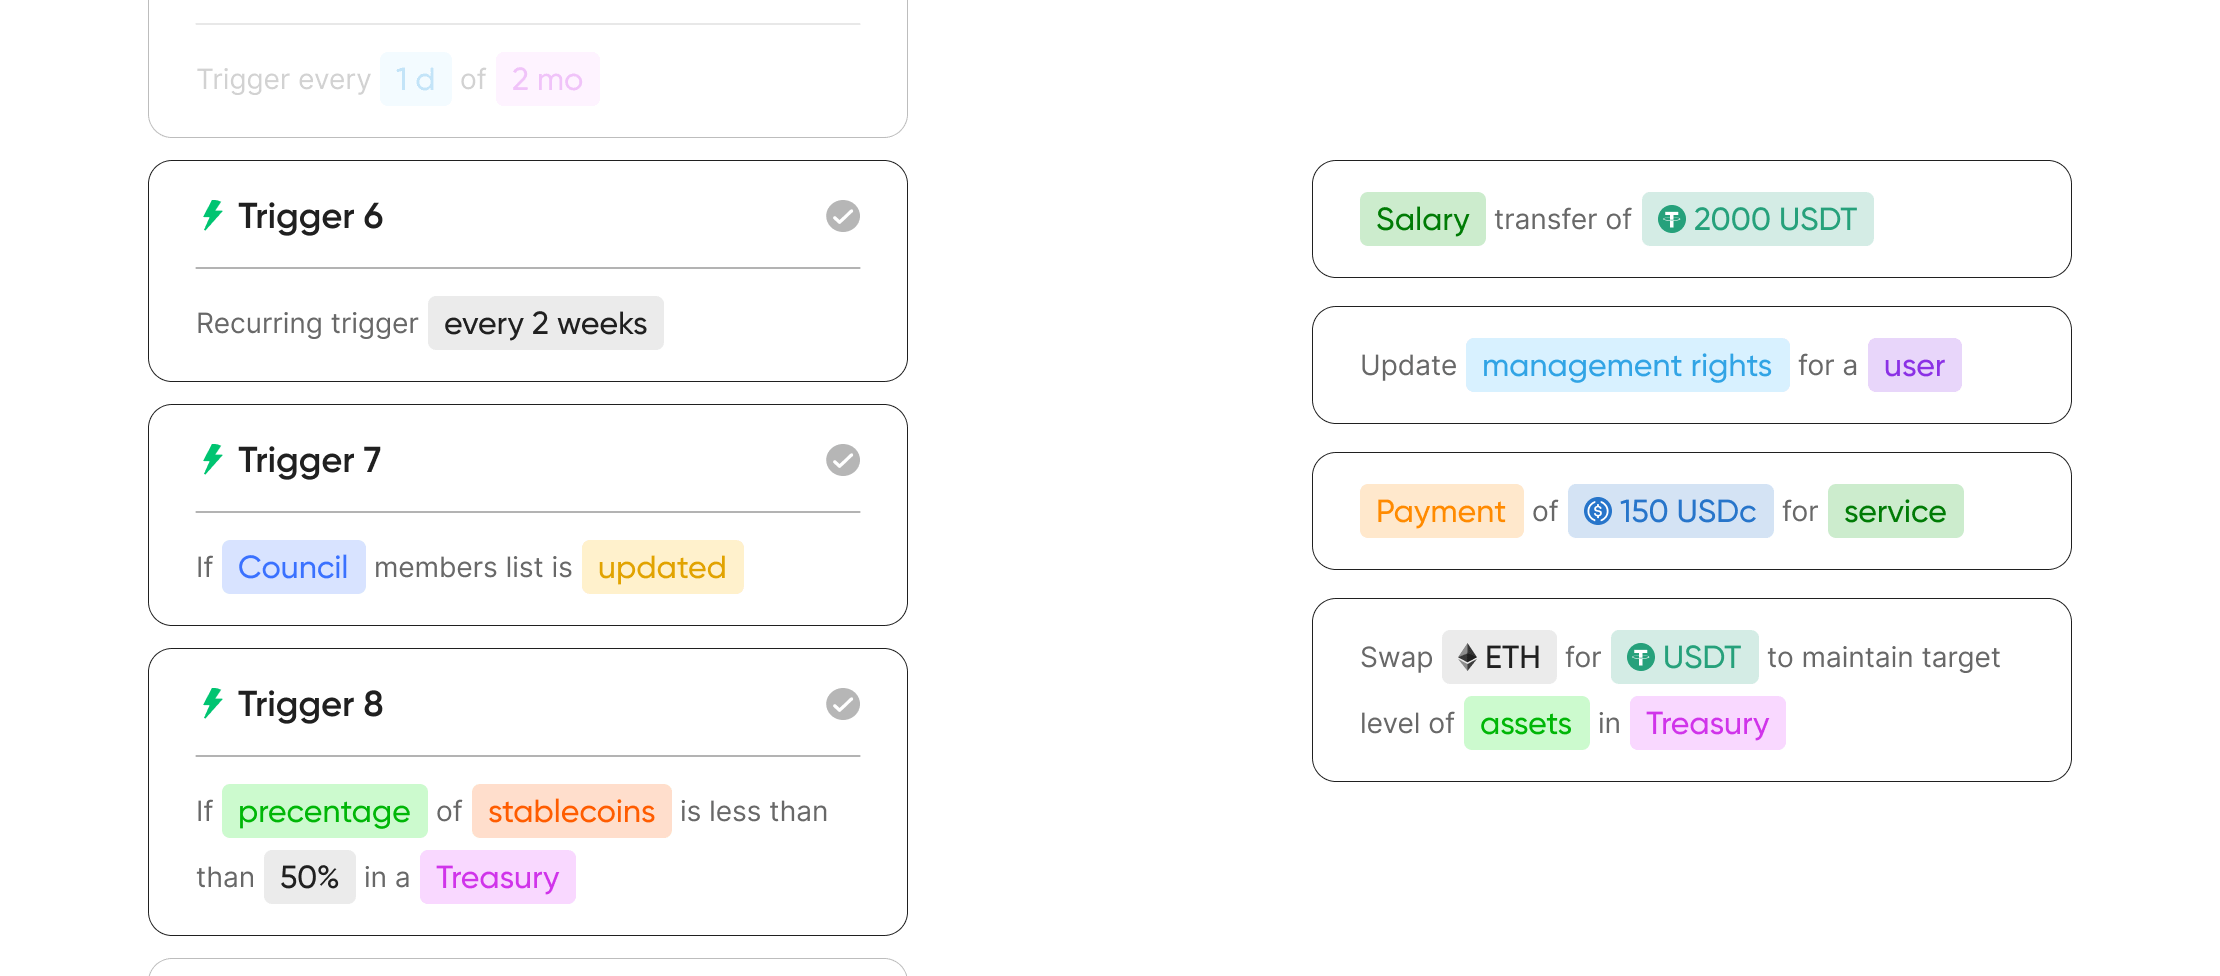 Trigger every 1 d of 2 mo
Trigger 6
Recurring trigger every 2 weeks
Trigger 7
If Council members list is updated
Trigger 8
If precentage of stablecoins is less than
than 50% in a Treasury
Salary transfer of 2000 USDT
Update management rights for a user
Payment of 150 USDc for service
Swap ETH for USDT to maintain target
level of assets in Treasury